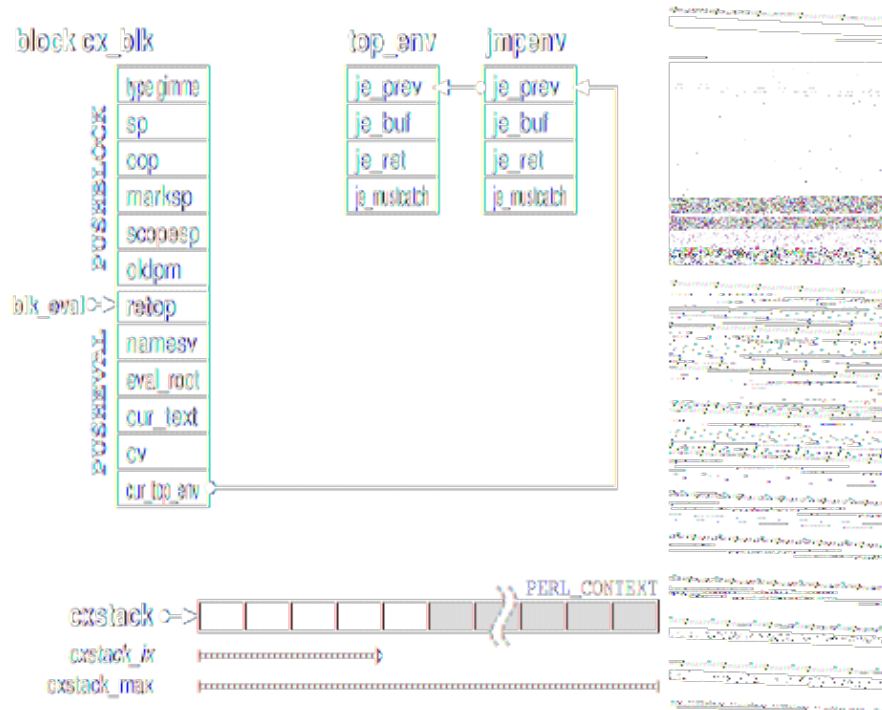 block cx_blk
top_env
jmpenv
type gimme
sp
cop
marksp
scopesp
oldpm
retop
namesv
eval_root
cur_text
cv
cur_top_env
PUSHBLOCK
PUSHEVAL
blk_eval
je_prev
je_buf
je_ret
je_mustcatch
je_prev
je_buf
je_ret
je_mustcatch
PERL_CONTEXT
cxstack
cxstack_ix
cxstack_max